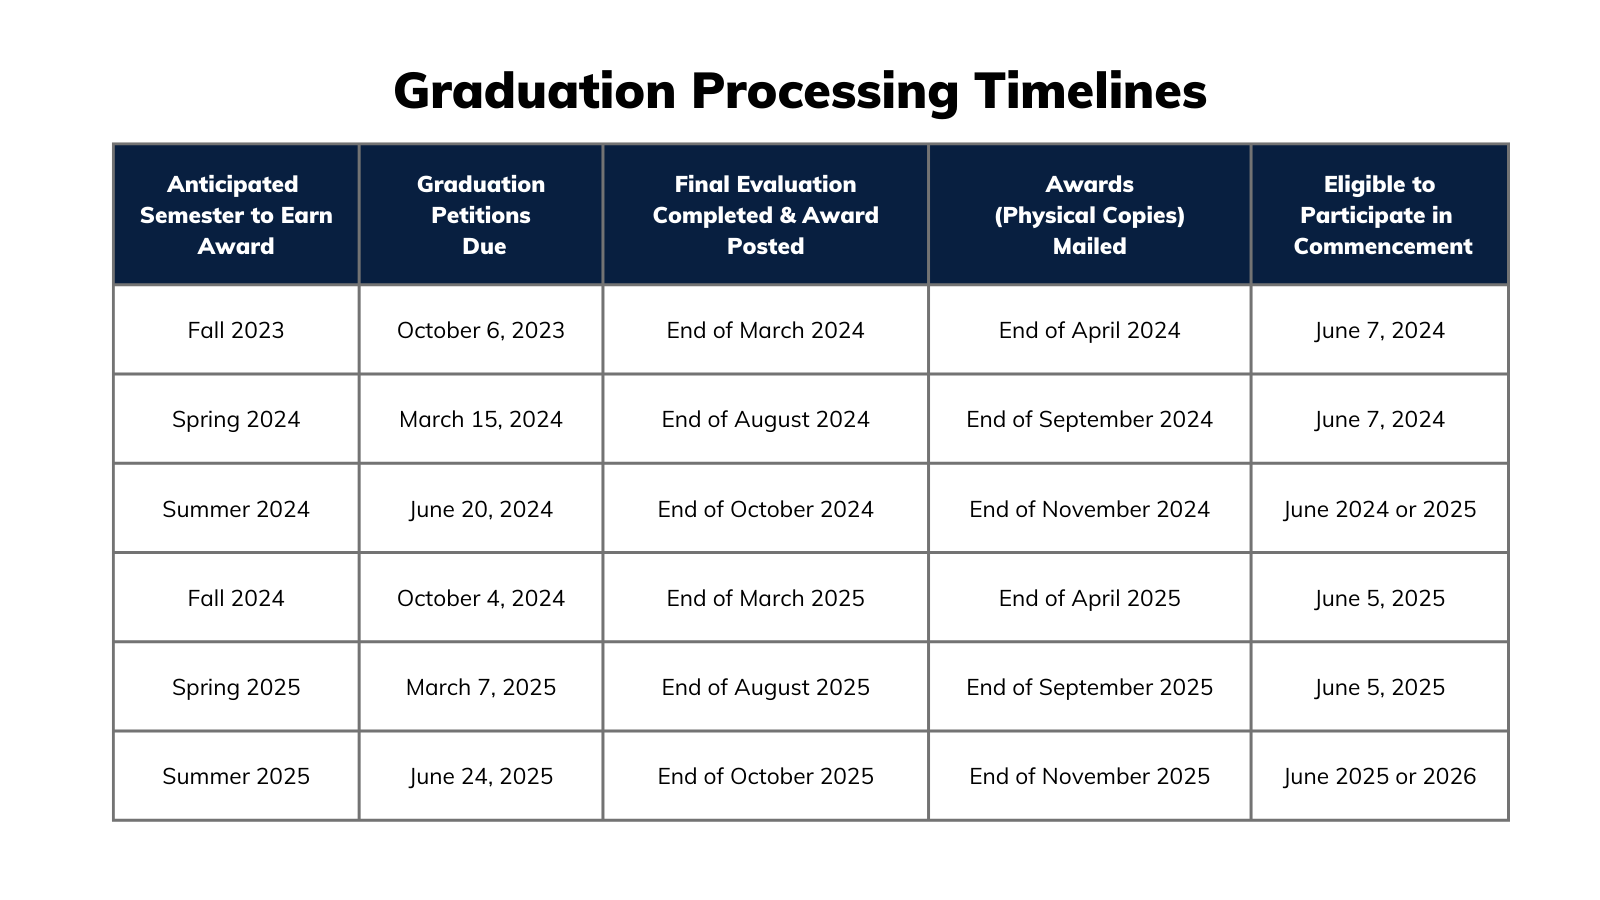 Graduation Processing Timelines
Anticipated Semester to Earn Award | Graduation Petitions Due | Final Evaluation Completed & Award Posted | Awards (Physical Copies) Mailed | Eligible to Participate in Commencement
Fall 2023 | October 6, 2023 | End of March 2024 | End of April 2024 | June 7, 2024
Spring 2024 | March 15, 2024 | End of August 2024 | End of September 2024 | June 7, 2024
Summer 2024 | June 20, 2024 | End of October 2024 | End of November 2024 | June 2024 or 2025
Fall 2024 | October 4, 2024 | End of March 2025 | End of April 2025 | June 5, 2025
Spring 2025 | March 7, 2025 | End of August 2025 | End of September 2025 | June 5, 2025
Summer 2025 | June 24, 2025 | End of October 2025 | End of November 2025 | June 2025 or 2026